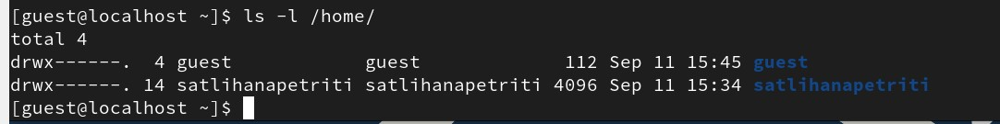 [guest@localhost ~]$ ls -l /home/
total 4
drwx------.  4 guest           guest            112 Sep 11 15:45 guest
drwx------. 14 satlihanapetriti satlihanapetriti 4096 Sep 11 15:34 satlihanapetriti
[guest@localhost ~]$